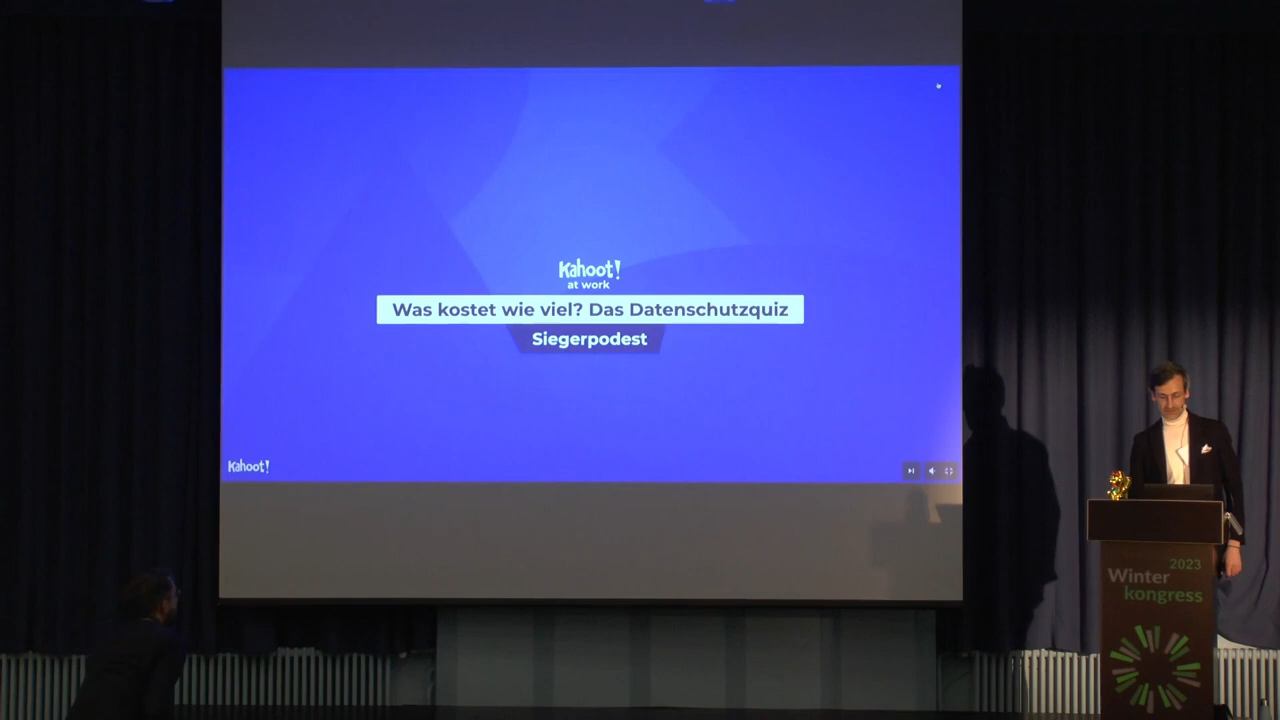 Kahoot!
at work
Was kostet wie viel? Das Datenschutzquiz
Siegerpodest
Kahoot!
2023
Winter
kongress